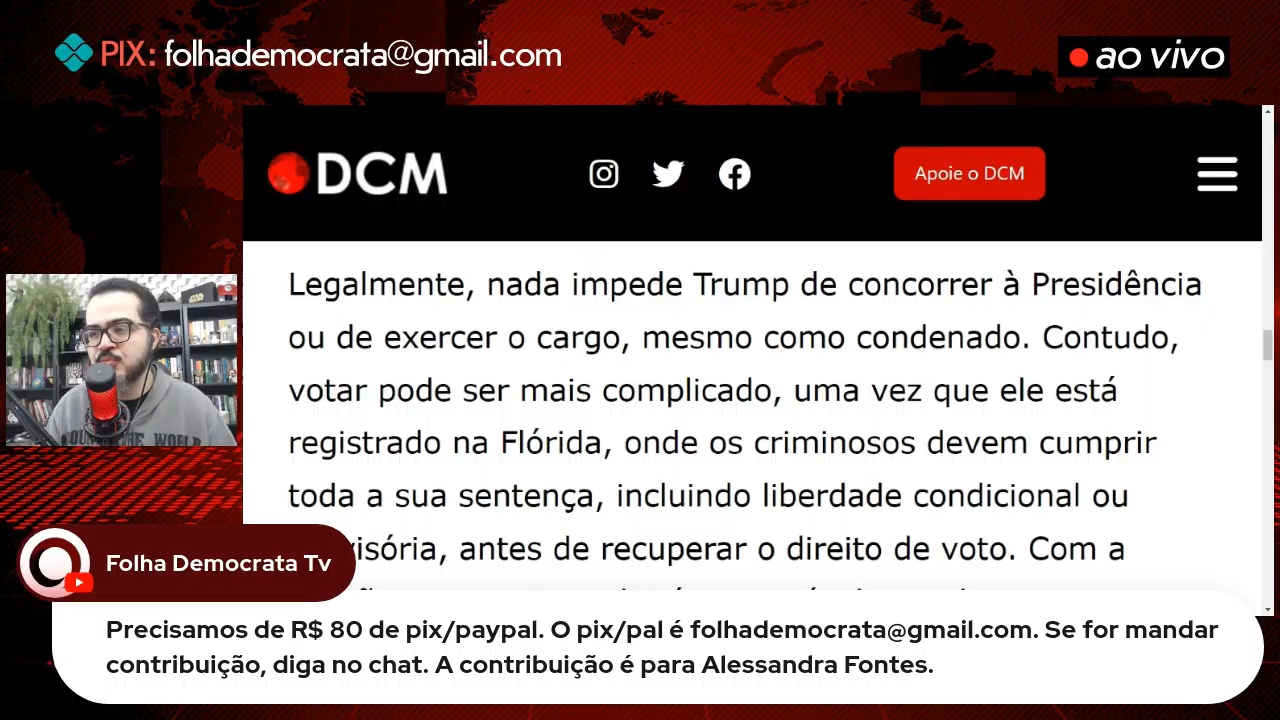 PIX: folhademocrata@gmail.com
ao vivo
DCM
Apoie o DCM
Legalmente, nada impede Trump de concorrer à Presidência
ou de exercer o cargo, mesmo como condenado. Contudo,
votar pode ser mais complicado, uma vez que ele está
registrado na Flórida, onde os criminosos devem cumprir
toda a sua sentença, incluindo liberdade condicional ou
antes de recuperar o direito de voto. Com a
THE WORLD
Folha Democrata Tv
Precisamos de R$ 80 de pix/paypal. O pix/pal é folhademocrata@gmail.com. Se for mandar
contribuição, diga no chat. A contribuição é para Alessandra Fontes.